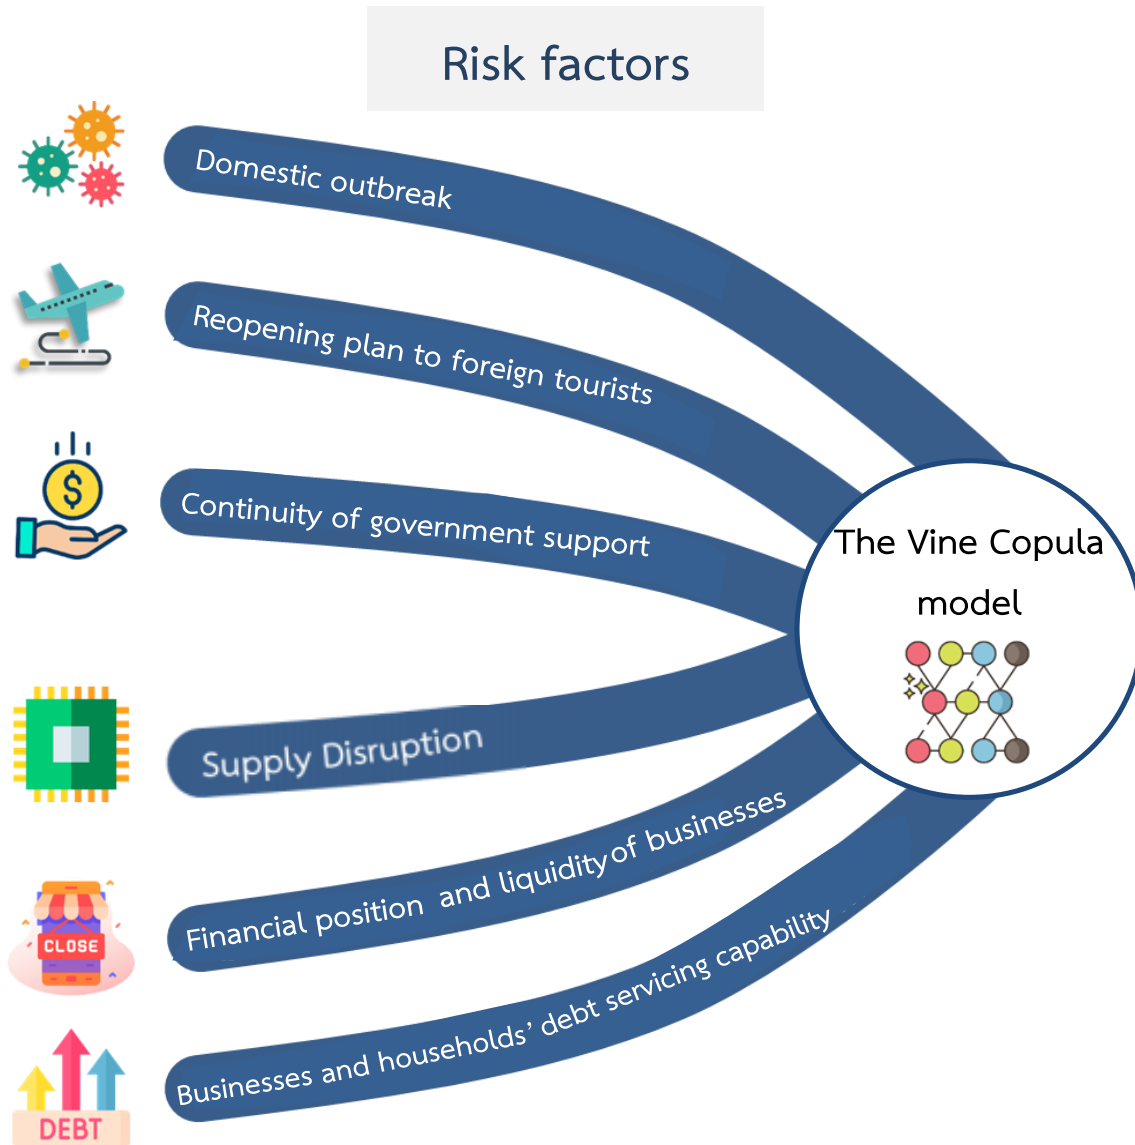 Risk factors
Domestic outbreak
Reopening plan to foreign tourists
Continuity of government support
The Vine Copula
model
$
Supply Disruption
Financial position and liquidity of businesses
CLOSE
Businesses and households’ debt servicing capability
DEBT